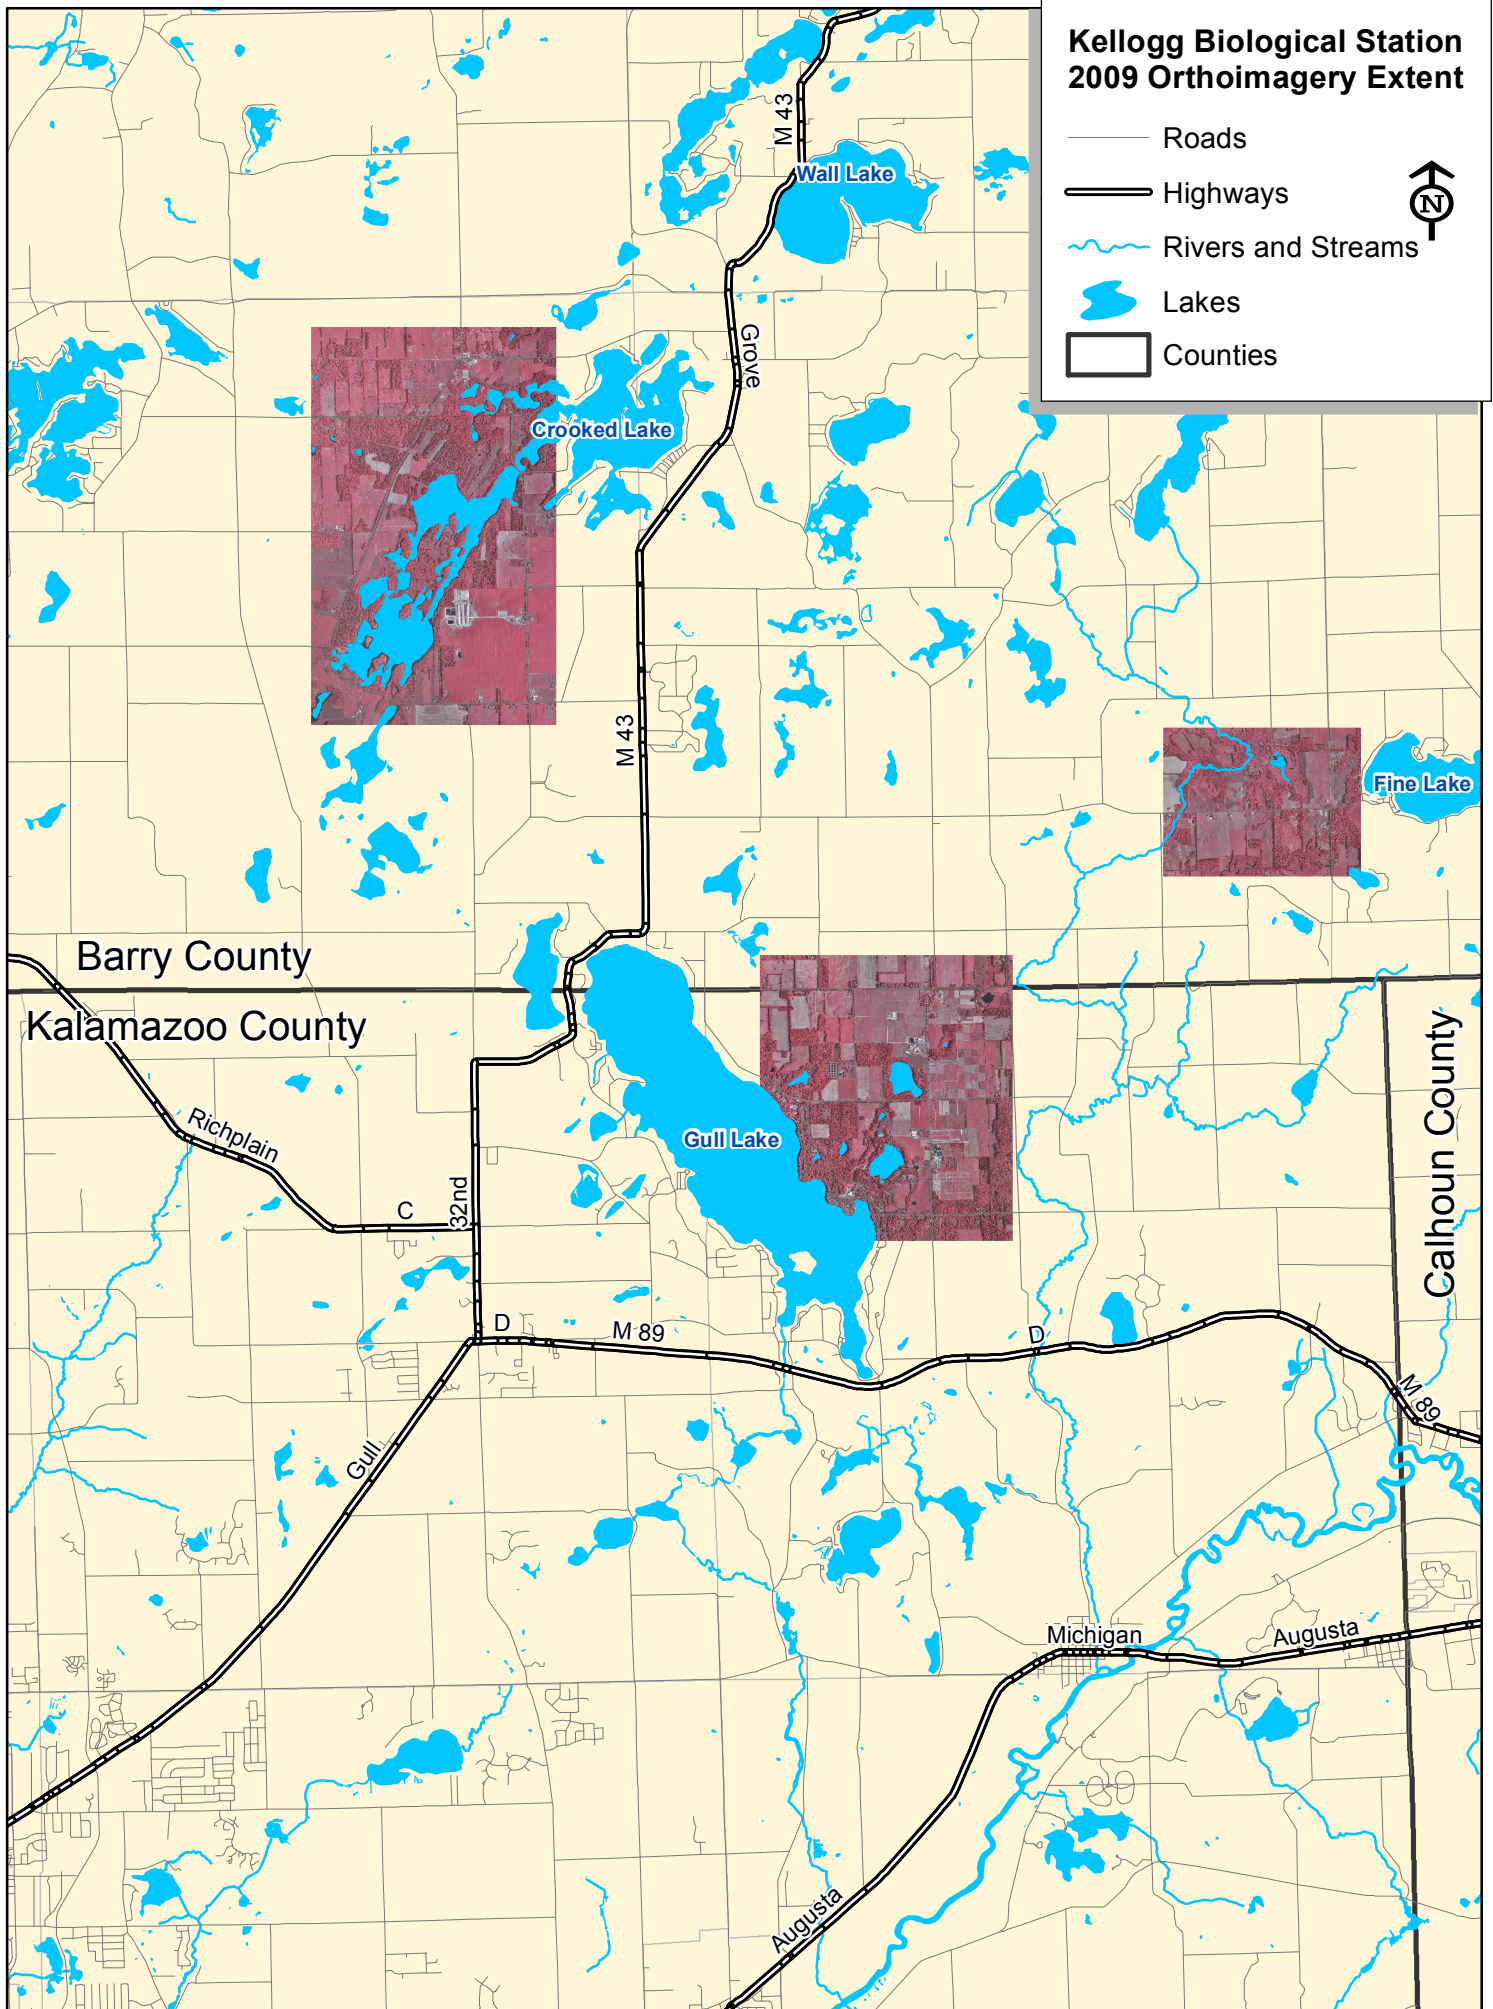 Kellogg Biological Station
2009 Orthoimagery Extent
Roads
Highways
N
Rivers and Streams
Lakes
Counties
M 43
Wall Lake
Grove
Crooked Lake
M 43
Fine Lake
Barry County
Kalamazoo County
Calhoun County
Richplain
Gull Lake
C
32nd
D
M 89
D
M 89
Gull
Michigan
Augusta
Augusta